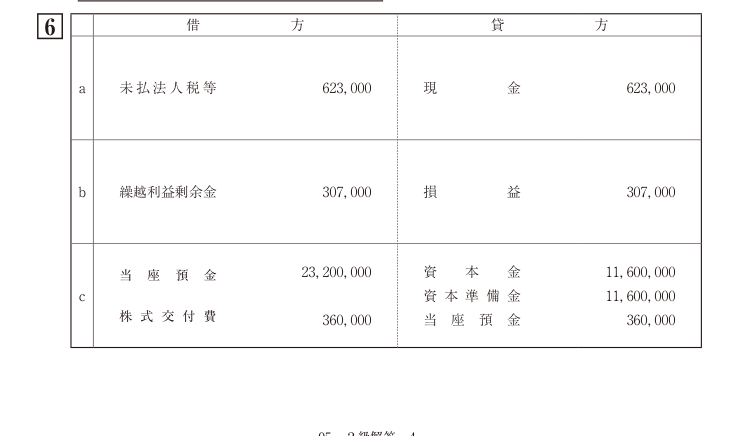 6
借 方 貸 方
a 未払法人税等 623,000 現 金 623,000
b 繰越利益剰余金 307,000 損 益 307,000
当座預金 23,200,000 資 本 金 11,600,000
資本準備金 11,600,000
c
株式交付費 360,000 当座預金 360,000